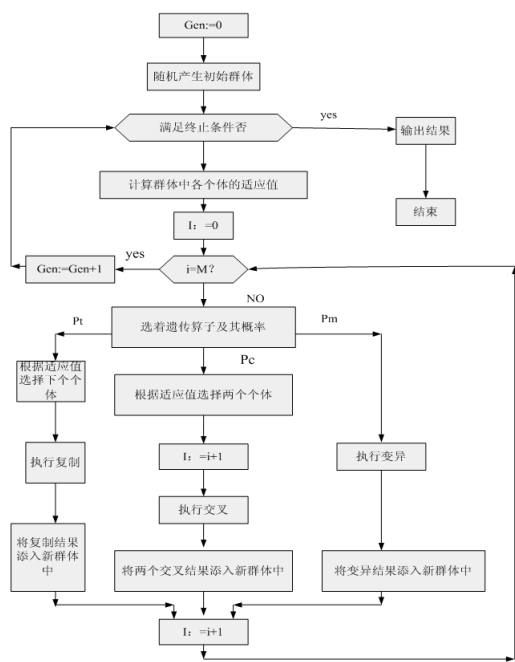 Gen:=0
随机产生初始群体
满足终止条件否
yes
输出结果
计算群体中各个体的适应值
结束
I：=0
yes
Gen:=Gen+1
i=M?
NO
Pt
选着遗传算子及其概率
Pm
Pc
根据适应值
选择下个个
体
根据适应值选择两个个体
执行复制
I：=i+1
执行变异
执行交叉
将复制结果
添入新群体
中
将两个交叉结果添入新群体中
将变异结果添入新群体中
I：=i+1